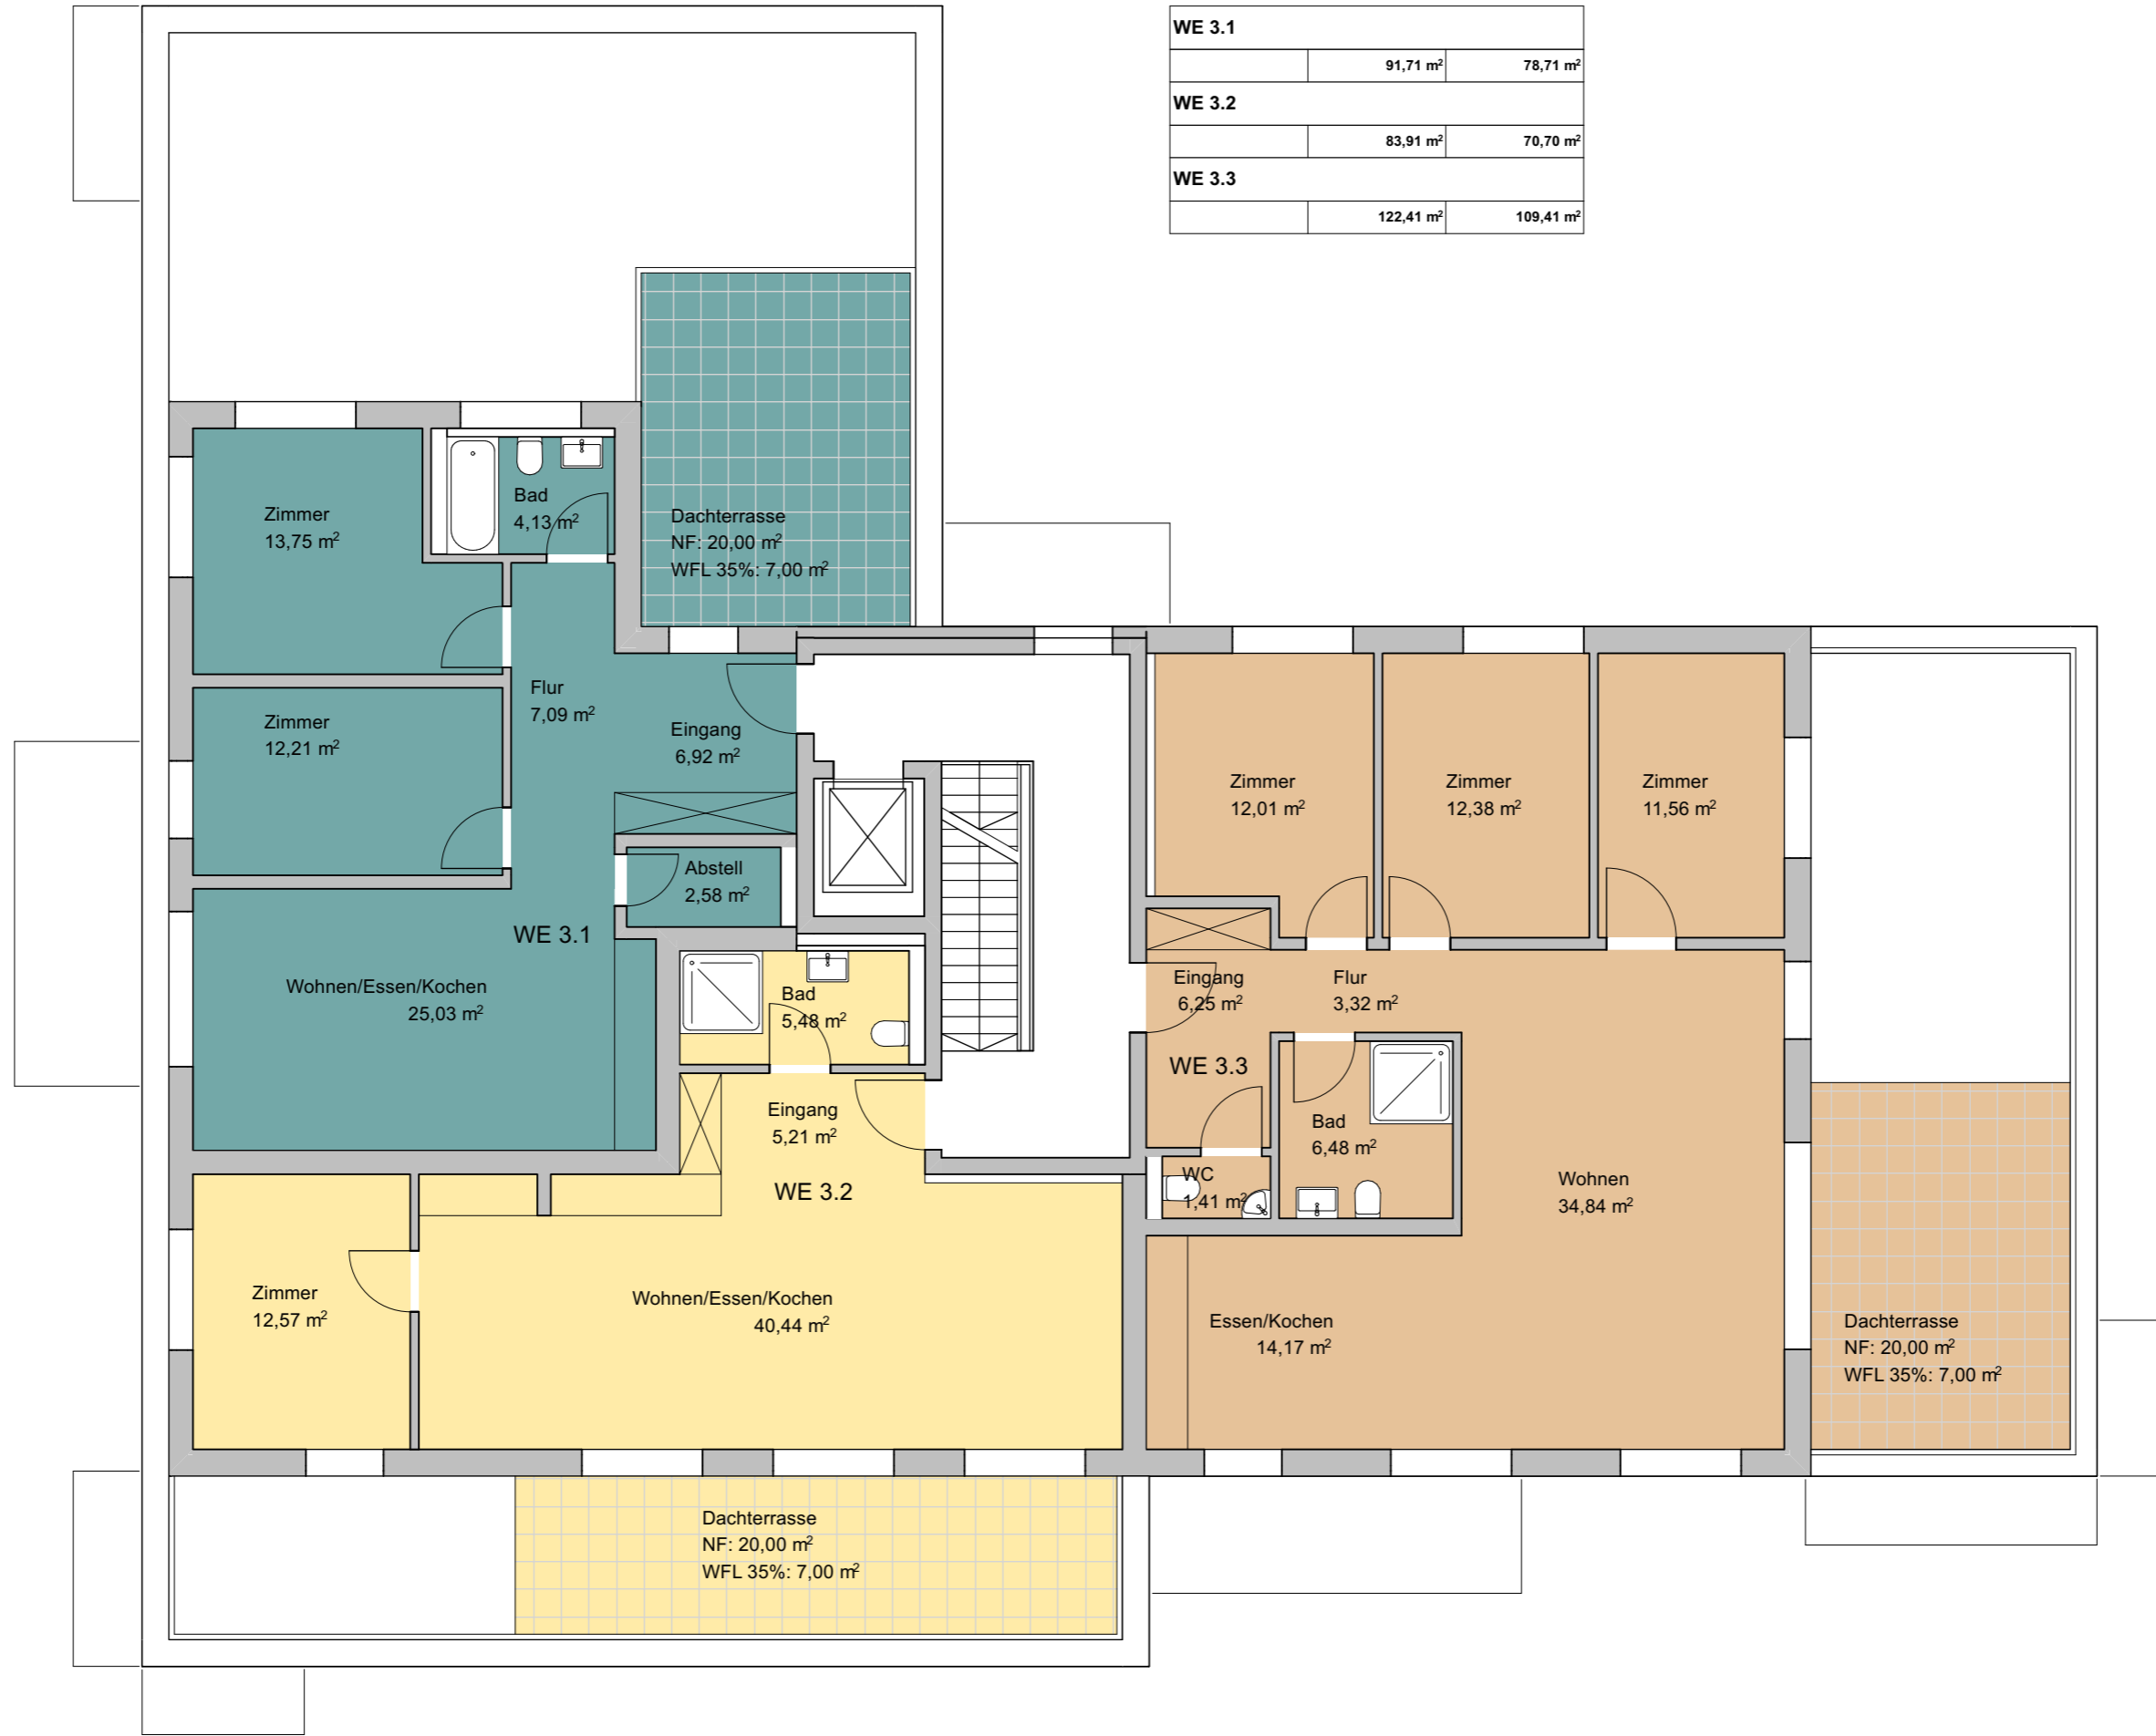 WE 3.1
91,71 m² 78,71 m²
WE 3.2
83,91 m² 70,70 m²
WE 3.3
122,41 m² 109,41 m²
Zimmer
13,75 m²
Bad
4,13 m²
Dachterrasse
NF: 20,00 m²
WFL 35%: 7,00 m²
Zimmer
12,21 m²
Flur
7,09 m²
Eingang
6,92 m²
Abstell
2,58 m²
WE 3.1
Wohnen/Essen/Kochen
25,03 m²
Bad
5,48 m²
Eingang
5,21 m²
WE 3.2
Zimmer
12,57 m²
Wohnen/Essen/Kochen
40,44 m²
Dachterrasse
NF: 20,00 m²
WFL 35%: 7,00 m²
Zimmer
12,01 m²
Zimmer
12,38 m²
Zimmer
11,56 m²
Eingang
6,25 m²
Flur
3,32 m²
WE 3.3
Bad
6,48 m²
WC
1,41 m²
Wohnen
34,84 m²
Essen/Kochen
14,17 m²
Dachterrasse
NF: 20,00 m²
WFL 35%: 7,00 m²